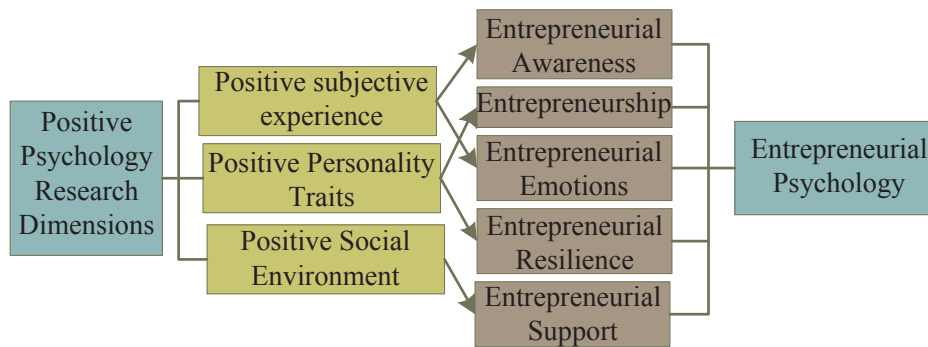 Positive
Psychology
Research
Dimensions
Positive subjective
experience
Positive Personality
Traits
Positive Social
Environment
Entrepreneurial
Awareness
Entrepreneurship
Entrepreneurial
Emotions
Entrepreneurial
Resilience
Entrepreneurial
Support
Entrepreneurial
Psychology